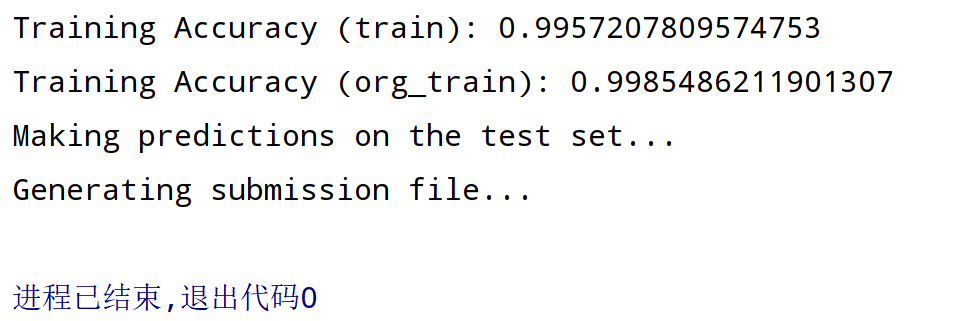 Training Accuracy (train): 0.9957207809574753
Training Accuracy (org_train): 0.9985486211901307
Making predictions on the test set...
Generating submission file...
进程已结束,退出代码0